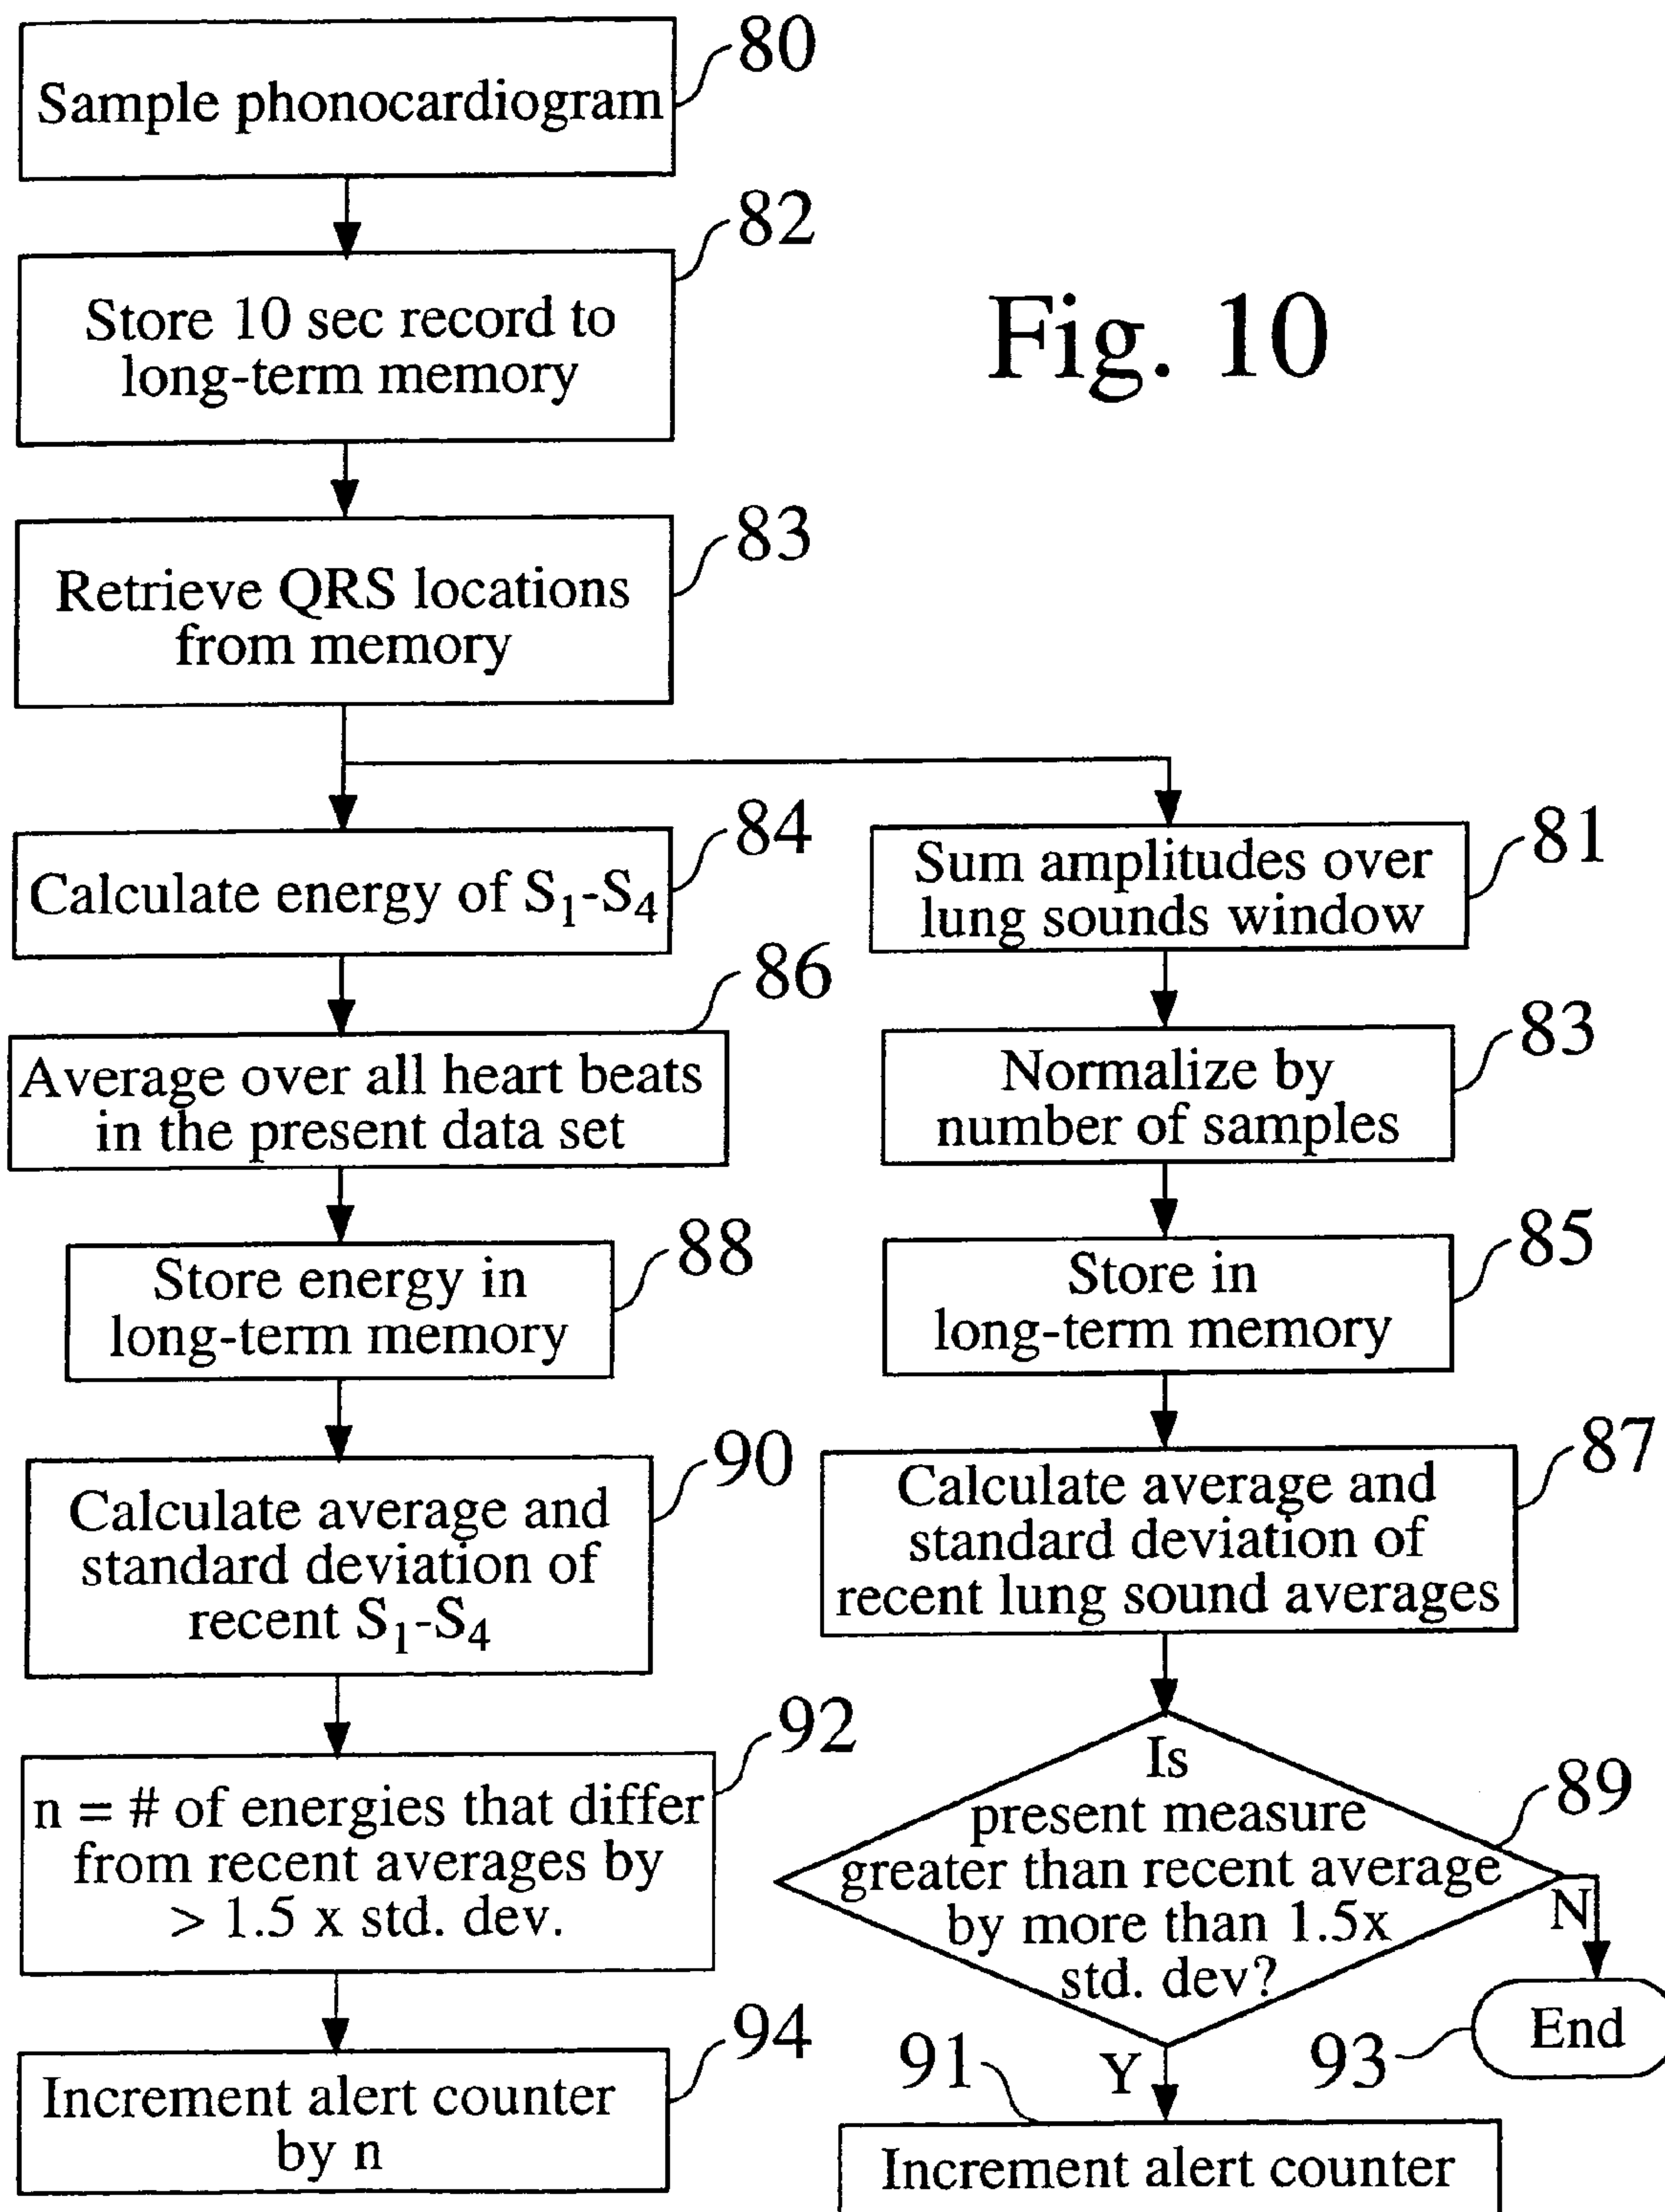 80
Sample phonocardiogram
82
Store 10 sec record to
long-term memory
Fig. 10
83
Retrieve QRS locations
from memory
84
Calculate energy of S1-S4
86
Average over all heart beats
in the present data set
88
Store energy in
long-term memory
90
Calculate average and
standard deviation of
recent S1-S4
92
n = # of energies that differ
from recent averages by
> 1.5 x std. dev.
94
Increment alert counter
by n
81
Sum amplitudes over
lung sounds window
83
Normalize by
number of samples
85
Store in
long-term memory
87
Calculate average and
standard deviation of
recent lung sound averages
89
Is
present measure
greater than recent average
by more than 1.5x
std. dev?
N
End
93
Y
91
Increment alert counter